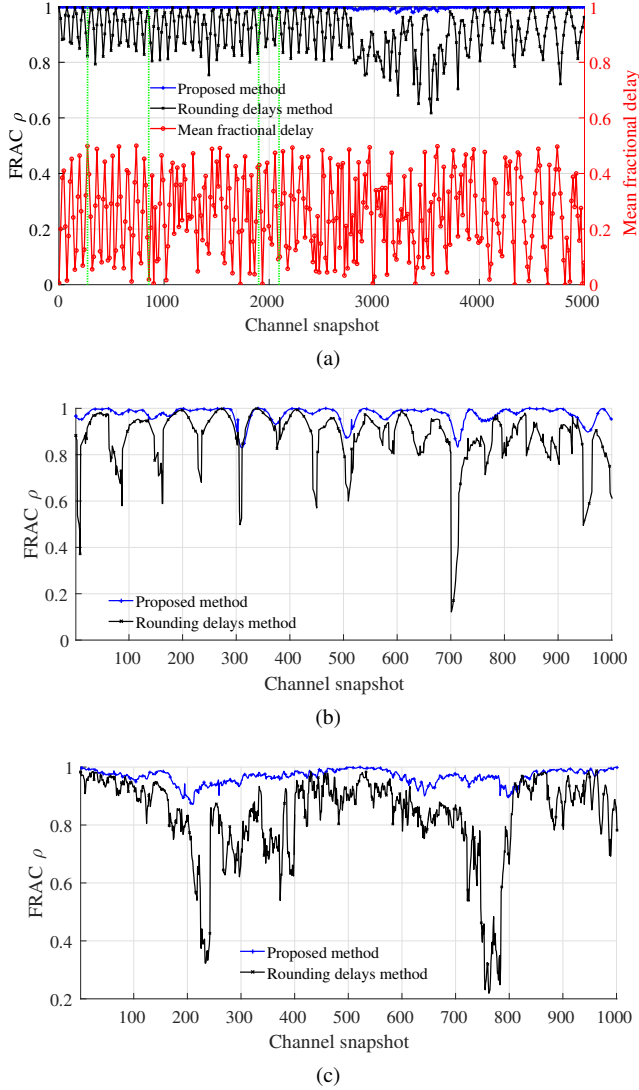 1
0.8
0.6
0.4
0.2
0
FRAC ρ
Proposed method
Rounding delays method
Mean fractional delay
1
0.8
0.6
0.4
0.2
0
Mean fractional delay
0 1000 2000 3000 4000 5000
Channel snapshot
(a)
1
0.8
0.6
0.4
0.2
0
FRAC ρ
Proposed method
Rounding delays method
100 200 300 400 500 600 700 800 900 1000
Channel snapshot
(b)
1
0.8
0.6
0.4
0.2
FRAC ρ
Proposed method
Rounding delays method
100 200 300 400 500 600 700 800 900 1000
Channel snapshot
(c)